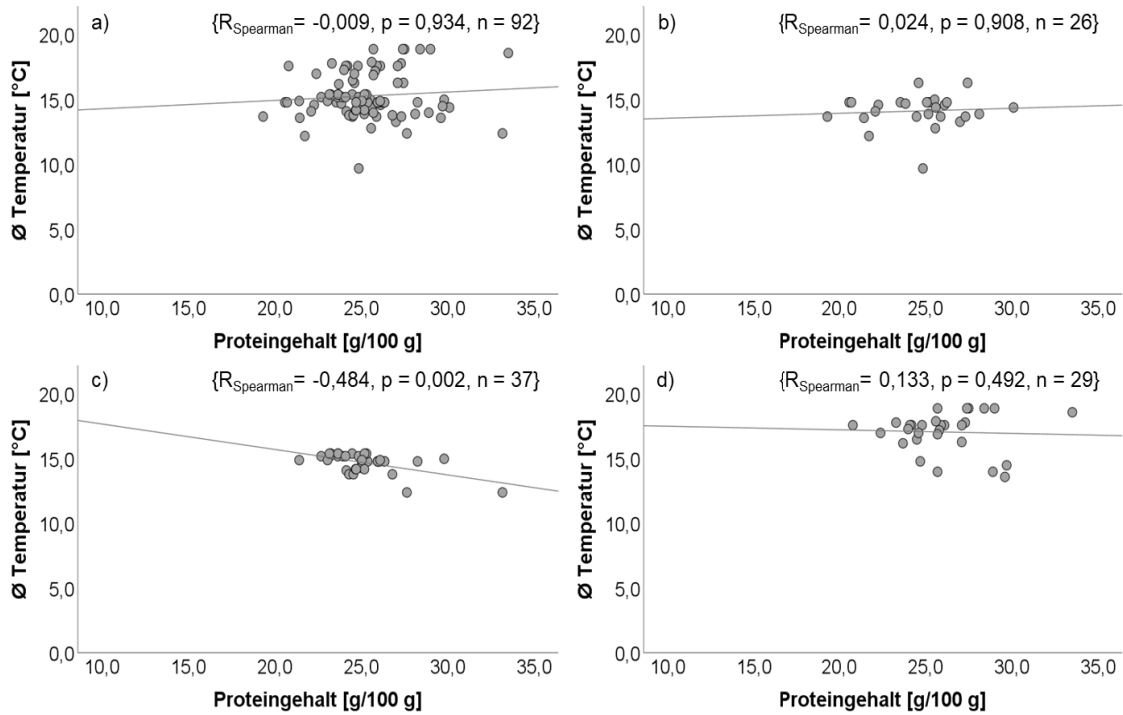 a) {R_Spearman= -0,009, p = 0,934, n = 92}
20,0
15,0
10,0
5,0
0,0
Ø Temperatur [°C]
10,0 15,0 20,0 25,0 30,0 35,0
Proteingehalt [g/100 g]
b) {R_Spearman= 0,024, p = 0,908, n = 26}
20,0
15,0
10,0
5,0
0,0
Ø Temperatur [°C]
10,0 15,0 20,0 25,0 30,0 35,0
Proteingehalt [g/100 g]
c) {R_Spearman= -0,484, p = 0,002, n = 37}
20,0
15,0
10,0
5,0
0,0
Ø Temperatur [°C]
10,0 15,0 20,0 25,0 30,0 35,0
Proteingehalt [g/100 g]
d) {R_Spearman= 0,133, p = 0,492, n = 29}
20,0
15,0
10,0
5,0
0,0
Ø Temperatur [°C]
10,0 15,0 20,0 25,0 30,0 35,0
Proteingehalt [g/100 g]